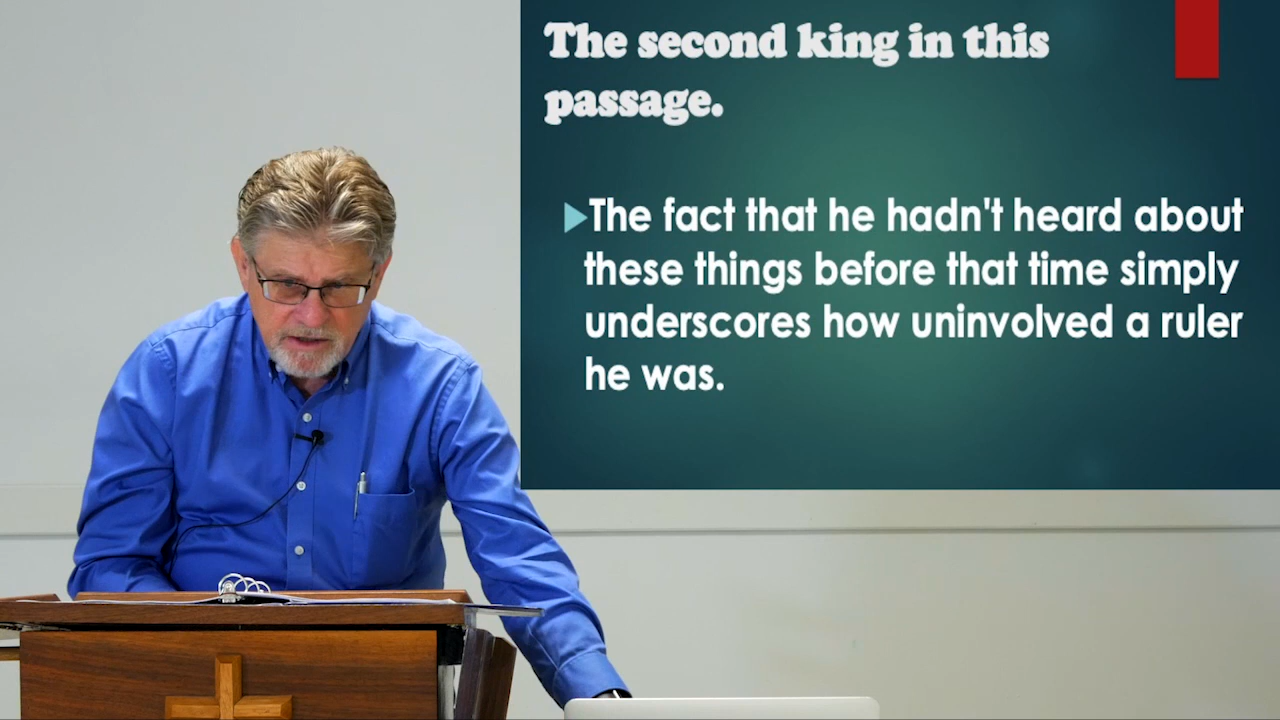 The second king in this
passage.
The fact that he hadn't heard about
these things before that time simply
underscores how uninvolved a ruler
he was.